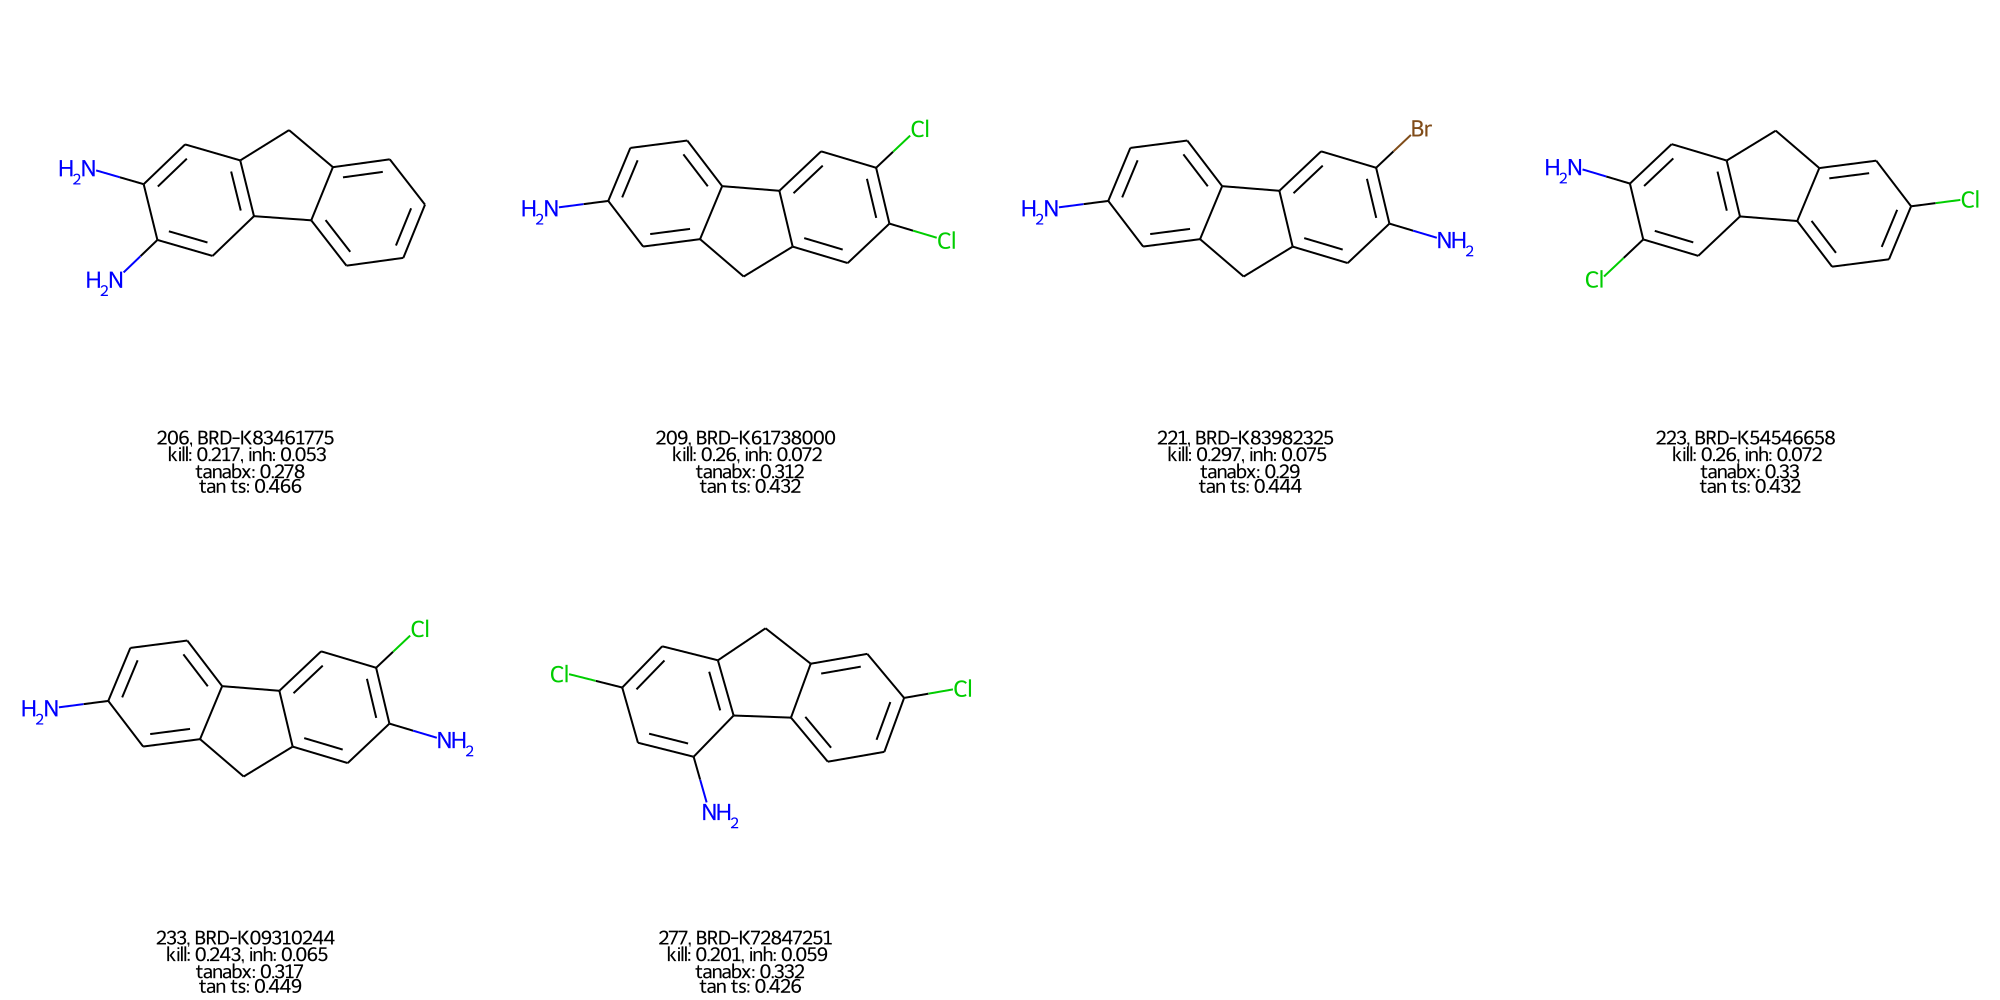 H2N
H2N
206, BRD-K83461775
kill: 0.217, inh: 0.053
tanabx: 0.278
tan ts: 0.466
Cl
H2N
Cl
209, BRD-K61738000
kill: 0.26, inh: 0.072
tanabx: 0.312
tan ts: 0.432
Br
H2N
NH2
221, BRD-K83982325
kill: 0.297, inh: 0.075
tanabx: 0.29
tan ts: 0.444
H2N
Cl
Cl
223, BRD-K54546658
kill: 0.26, inh: 0.072
tanabx: 0.33
tan ts: 0.432
Cl
H2N
NH2
233, BRD-K09310244
kill: 0.243, inh: 0.065
tanabx: 0.317
tan ts: 0.449
Cl
Cl
NH2
277, BRD-K72847251
kill: 0.201, inh: 0.059
tanabx: 0.332
tan ts: 0.426